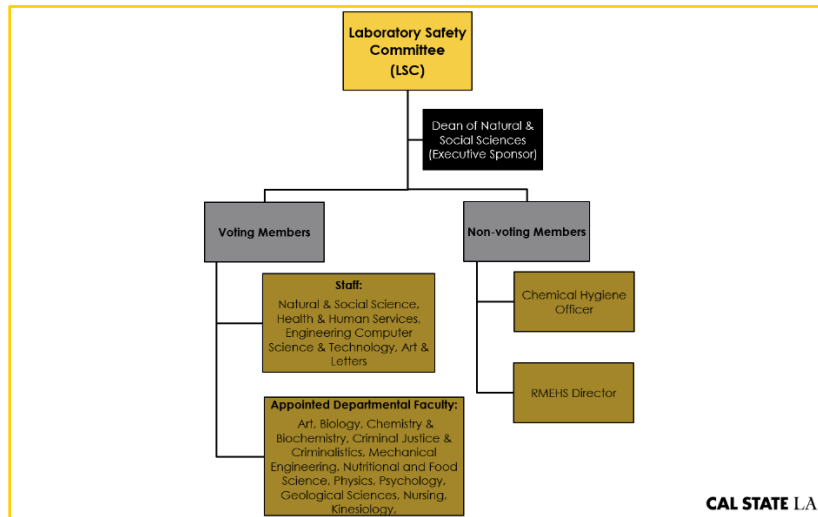 Laboratory Safety
Committee
(LSC)
Dean of Natural &
Social Sciences
(Executive Sponsor)
Voting Members
Non-voting Members
Staff:
Natural & Social Science,
Health & Human Services,
Engineering Computer
Science & Technology, Art &
Letters
Chemical Hygiene
Officer
RMEHS Director
Appointed Departmental Faculty:
Art, Biology, Chemistry &
Biochemistry, Criminal Justice &
Criminalistics, Mechanical
Engineering, Nutritional and Food
Science, Physics, Psychology,
Geological Sciences, Nursing,
Kinesiology,
CAL STATE LA